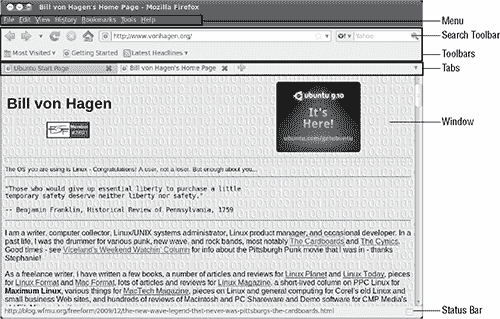 Bill von Hagen's Home Page - Mozilla Firefox
File Edit View History Bookmarks Tools Help
Menu
http://www.vonhagen.org/
Yahoo
Search Toolbar
Most Visited Getting Started Latest Headlines
Toolbars
Ubuntu Start Page
Bill von Hagen's Home Page
Tabs
Bill von Hagen
ubuntu 9.10
It's
Here!
ubuntu.com/getubuntu
Window
The OS you are using is Linux - Congratulations! A user, not a loser. But enough about you...
"Those who would give up essential liberty to purchase a little
temporary safety deserve neither liberty nor safety."
-- Benjamin Franklin, Historical Review of Pennsylvania, 1759
I am a writer, computer collector, Linux/UNIX systems administrator, Linux product manager, and occasional developer. In a
past life, I was the drummer for various punk, new wave, and rock bands, most notably The Cardboards and The Cynics.
Good times - see Viceland's Weekend Watchin' Column for info about the Pittsburgh Punk movie that I was in - thanks
Stephanie!
As a freelance writer, I have written a few books, a number of articles and reviews for Linux Planet and Linux Today, pieces
for Linux Format and Mac Format, lots of articles and reviews for Linux Magazine, a short-lived column on PPC Linux for
Maximum Linux, various things for MacTech Magazine, pieces on Linux and general computing for Corel's old Linux and
small business Web sites, and hundreds of reviews of Macintosh and PC Shareware and Demo software for CMP Media's
http://blog.wfmu.org/freeform/2009/12/the-new-wave-legend-that-never-was-pittsburgs-the-cardboards.html
Status Bar